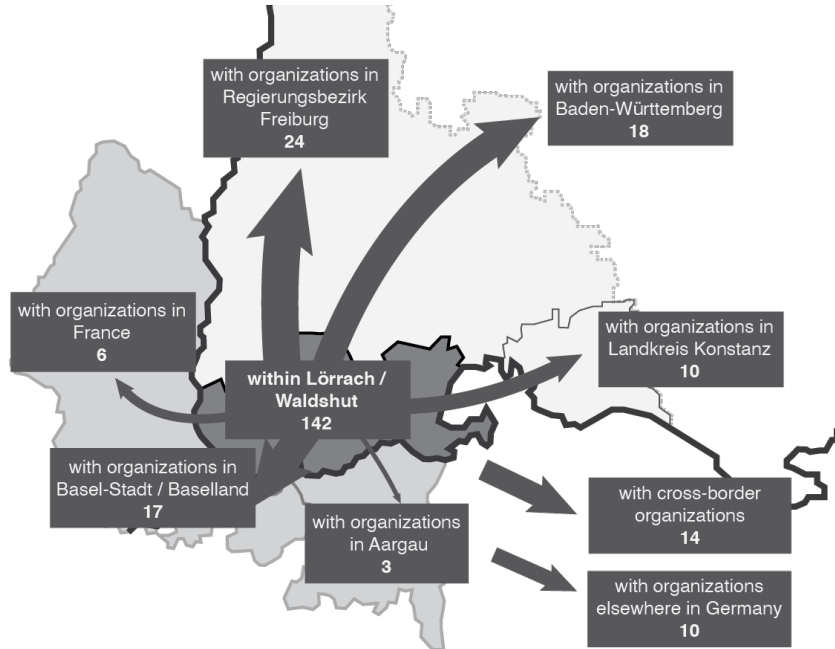 with organizations in
Regierungsbezirk
Freiburg
24
with organizations in
Baden-Württemberg
18
with organizations in
France
6
with organizations in
Landkreis Konstanz
10
within Lörrach /
Waldshut
142
with organizations in
Basel-Stadt / Baselland
17
with organizations
in Aargau
3
with cross-border
organizations
14
with organizations
elsewhere in Germany
10